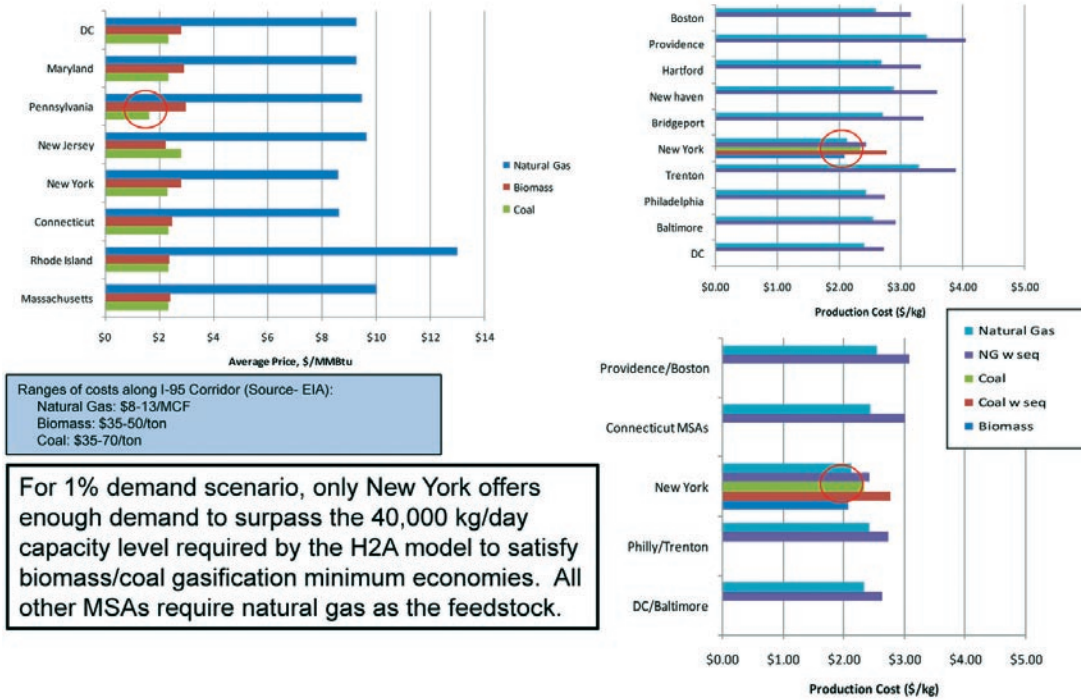 DC
Maryland
Pennsylvania
New Jersey
New York
Connecticut
Rhode Island
Massachusetts
$0 $2 $4 $6 $8 $10 $12 $14
Average Price, $/MMBtu
Natural Gas
Biomass
Coal
Boston
Providence
Hartford
New haven
Bridgeport
New York
Trenton
Philadelphia
Baltimore
DC
$0.00 $1.00 $2.00 $3.00 $4.00 $5.00
Production Cost ($/kg)
Ranges of costs along I-95 Corridor (Source- EIA):
Natural Gas: $8-13/MCF
Biomass: $35-50/ton
Coal: $35-70/ton
For 1% demand scenario, only New York offers
enough demand to surpass the 40,000 kg/day
capacity level required by the H2A model to satisfy
biomass/coal gasification minimum economies. All
other MSAs require natural gas as the feedstock.
Providence/Boston
Connecticut MSAs
New York
Philly/Trenton
DC/Baltimore
$0.00 $1.00 $2.00 $3.00 $4.00 $5.00
Production Cost ($/kg)
Natural Gas
NG w seq
Coal
Coal w seq
Biomass